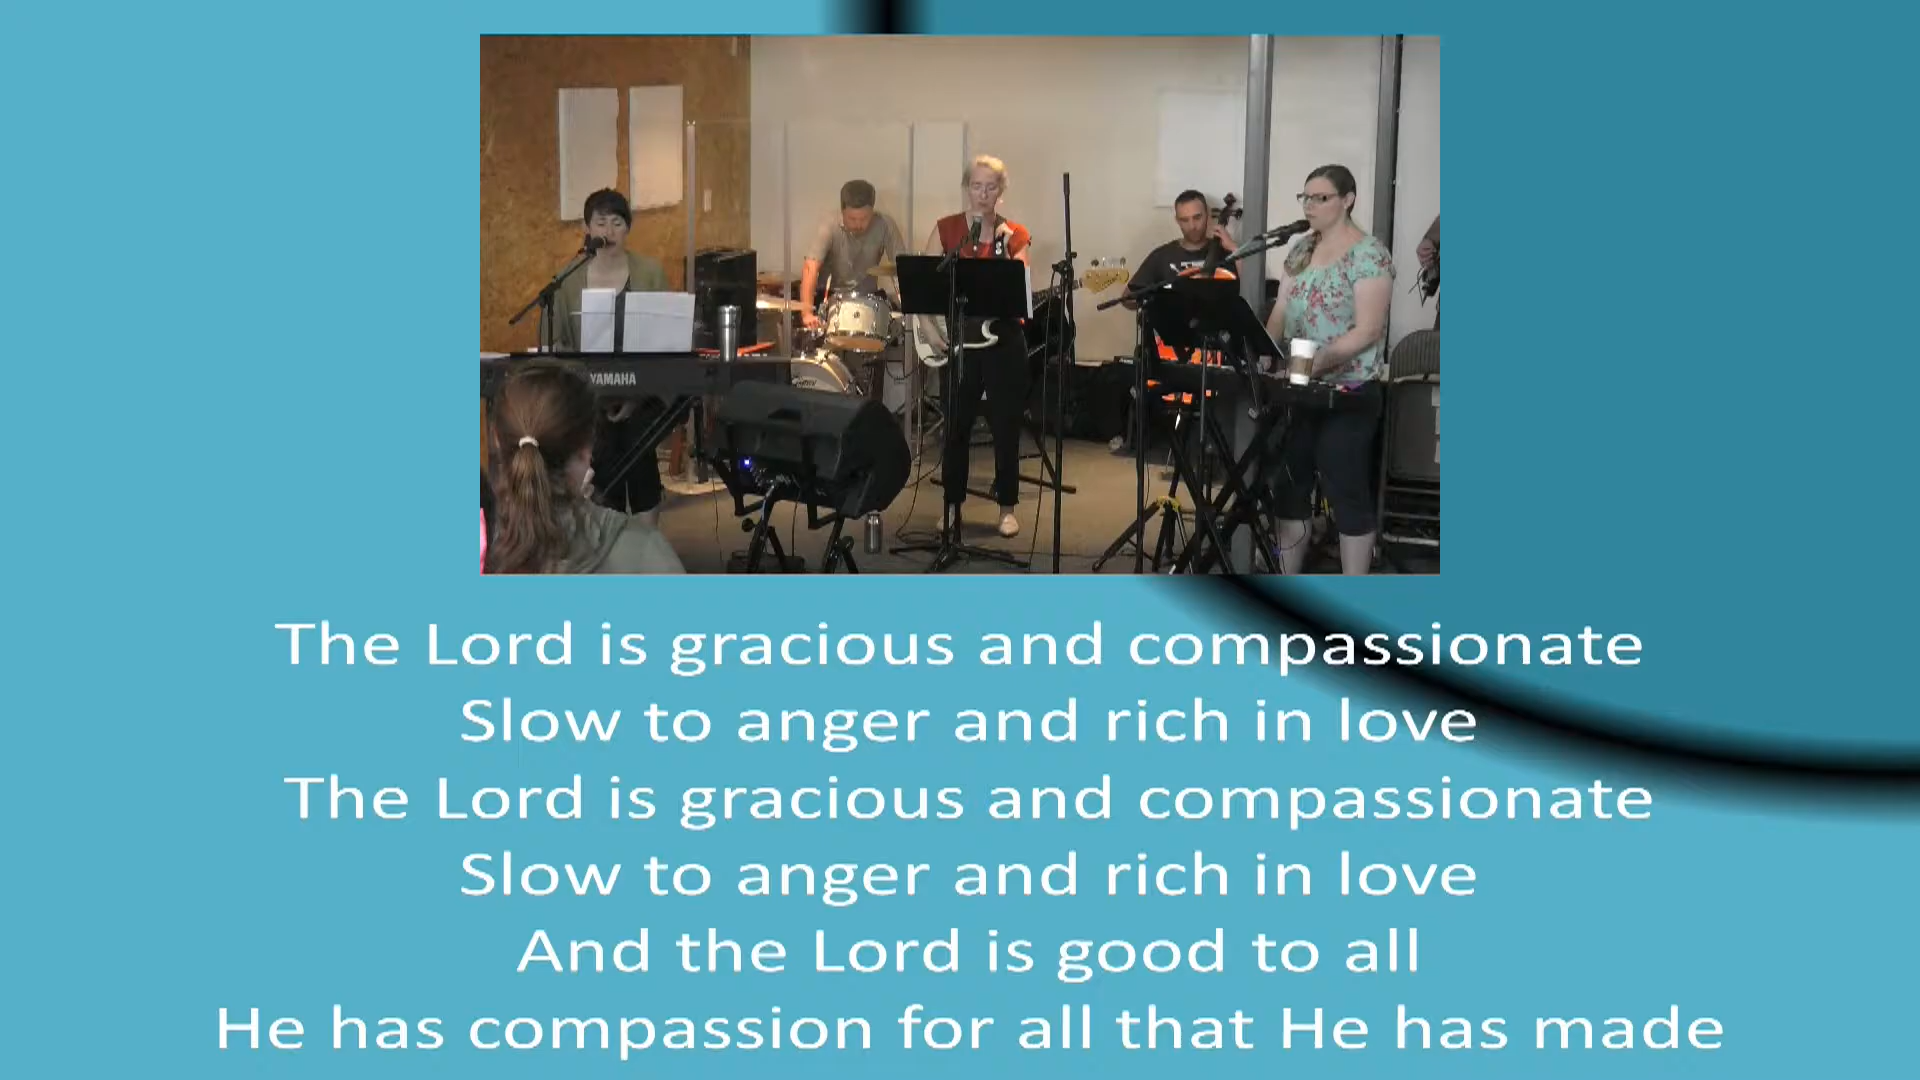 YAMAHA
The Lord is gracious and compassionate
Slow to anger and rich in love
The Lord is gracious and compassionate
Slow to anger and rich in love
And the Lord is good to all
He has compassion for all that He has made